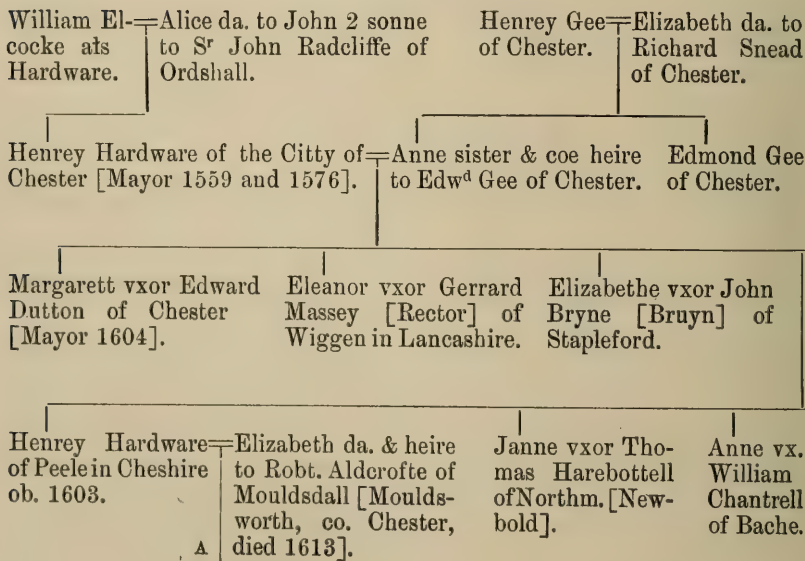 William El-
cocke ats
Hardware.
Alice da. to John 2 sonne
to Sr John Radcliffe of
Ordshall.
Henrey Gee
of Chester.
Elizabeth da. to
Richard Snead
of Chester.
Henrey Hardware of the Citty of
Chester [Mayor 1559 and 1576].
Anne sister & coe heire
to Edwd Gee of Chester.
Edmond Gee
of Chester.
Margarett vxor Edward
Dutton of Chester
[Mayor 1604].
Eleanor vxor Gerrard
Massey [Rector] of
Wiggen in Lancashire.
Elizabethe vxor John
Bryne [Bruyn] of
Stapleford.
Henrey Hardware
of Peele in Cheshire
ob. 1603.
Elizabeth da. & heire
to Robt. Aldcrofte of
Mouldsdall [Moulds-
worth, co. Chester,
died 1613].
A
Janne vxor Tho-
mas Harebottell
of Northm. [New-
bold].
Anne vx.
William
Chantrell
of Bache.